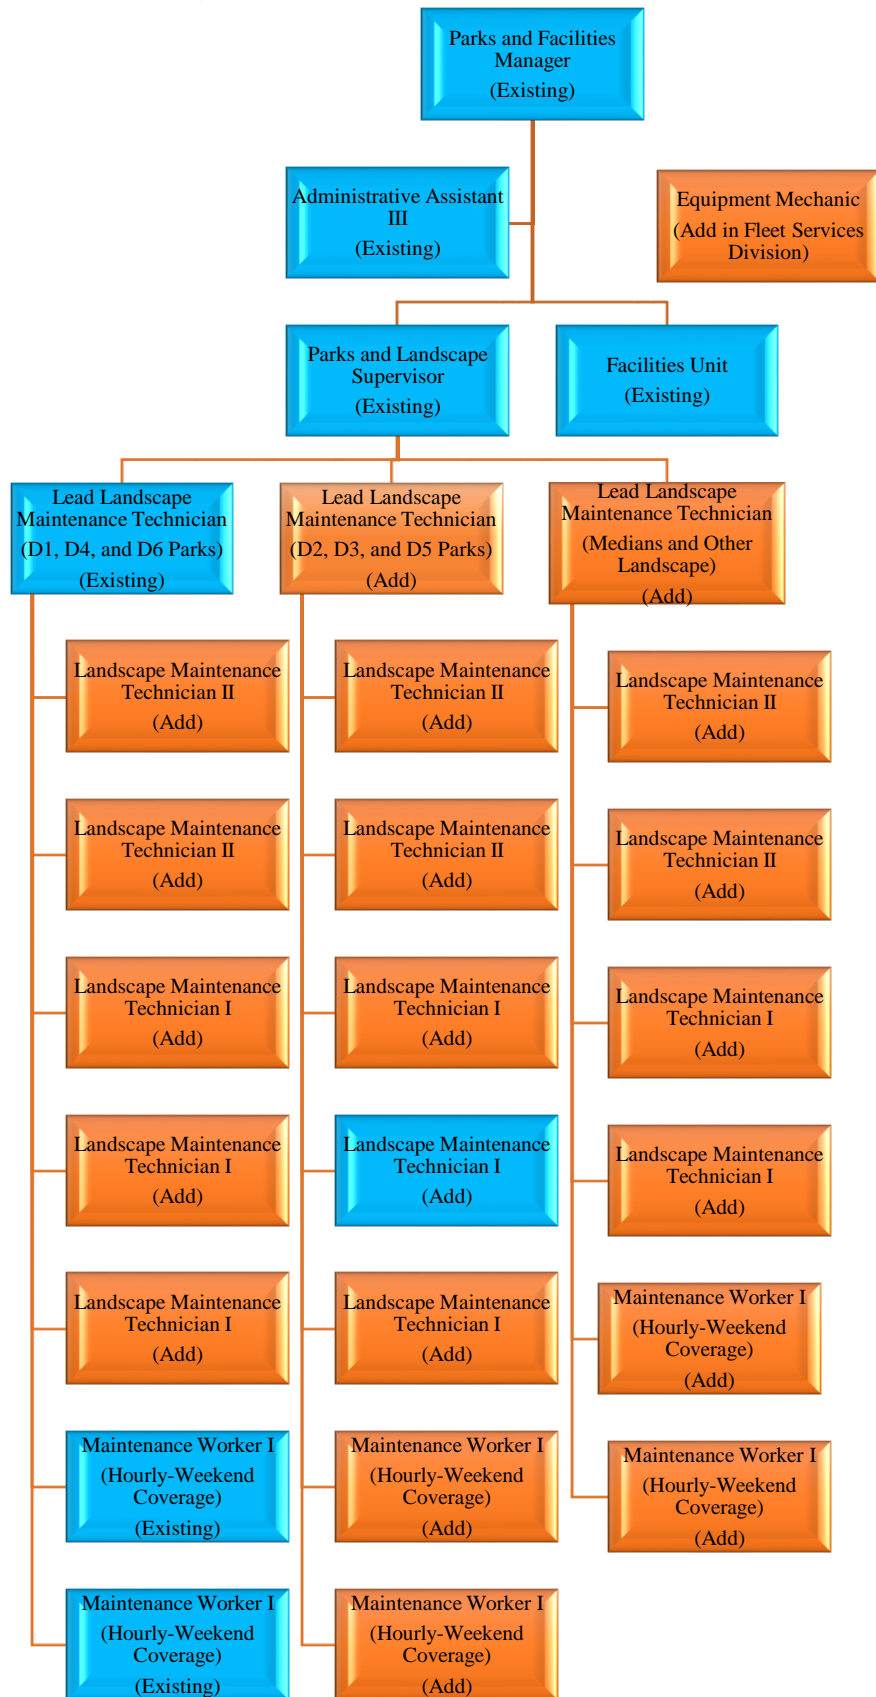 Parks and Facilities
Manager
(Existing)
Administrative Assistant
III
(Existing)
Equipment Mechanic
(Add in Fleet Services
Division)
Parks and Landscape
Supervisor
(Existing)
Facilities Unit
(Existing)
Lead Landscape
Maintenance Technician
(D1, D4, and D6 Parks)
(Existing)
Lead Landscape
Maintenance Technician
(D2, D3, and D5 Parks)
(Add)
Lead Landscape
Maintenance Technician
(Medians and Other
Landscape)
(Add)
Landscape Maintenance
Technician II
(Add)
Landscape Maintenance
Technician II
(Add)
Landscape Maintenance
Technician I
(Add)
Landscape Maintenance
Technician I
(Add)
Landscape Maintenance
Technician I
(Add)
Maintenance Worker I
(Hourly-Weekend
Coverage)
(Existing)
Maintenance Worker I
(Hourly-Weekend
Coverage)
(Existing)
Landscape Maintenance
Technician II
(Add)
Landscape Maintenance
Technician II
(Add)
Landscape Maintenance
Technician I
(Add)
Landscape Maintenance
Technician I
(Add)
Landscape Maintenance
Technician I
(Add)
Maintenance Worker I
(Hourly-Weekend
Coverage)
(Add)
Maintenance Worker I
(Hourly-Weekend
Coverage)
(Add)
Landscape Maintenance
Technician II
(Add)
Landscape Maintenance
Technician II
(Add)
Landscape Maintenance
Technician I
(Add)
Landscape Maintenance
Technician I
(Add)
Maintenance Worker I
(Hourly-Weekend
Coverage)
(Add)
Maintenance Worker I
(Hourly-Weekend
Coverage)
(Add)